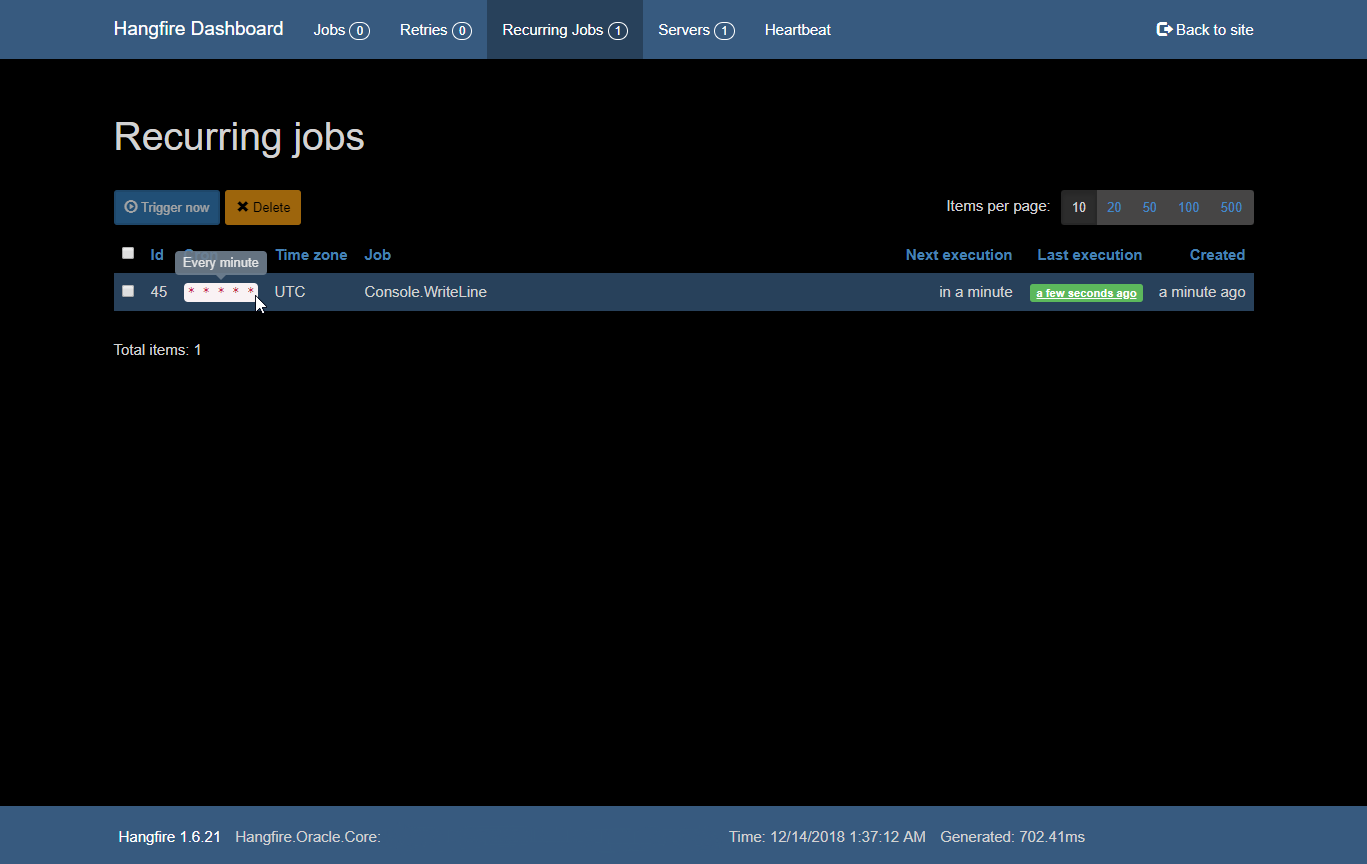 Hangfire Dashboard Jobs 0 Retries 0 Recurring Jobs 1 Servers 1 Heartbeat Back to site
Recurring jobs
Trigger now Delete Items per page: 10 20 50 100 500
Id Cron Time zone Job Next execution Last execution Created
Every minute
45 * * * * * UTC Console.WriteLine in a minute a few seconds ago a minute ago
Total items: 1
Hangfire 1.6.21 Hangfire.Oracle.Core: Time: 12/14/2018 1:37:12 AM Generated: 702.41ms